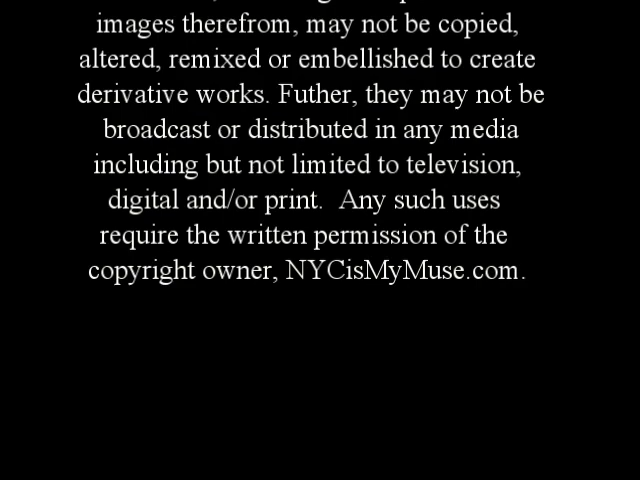 images therefrom, may not be copied,
altered, remixed or embellished to create
derivative works. Futher, they may not be
broadcast or distributed in any media
including but not limited to television,
digital and/or print.  Any such uses
require the written permission of the
copyright owner, NYCisMyMuse.com.